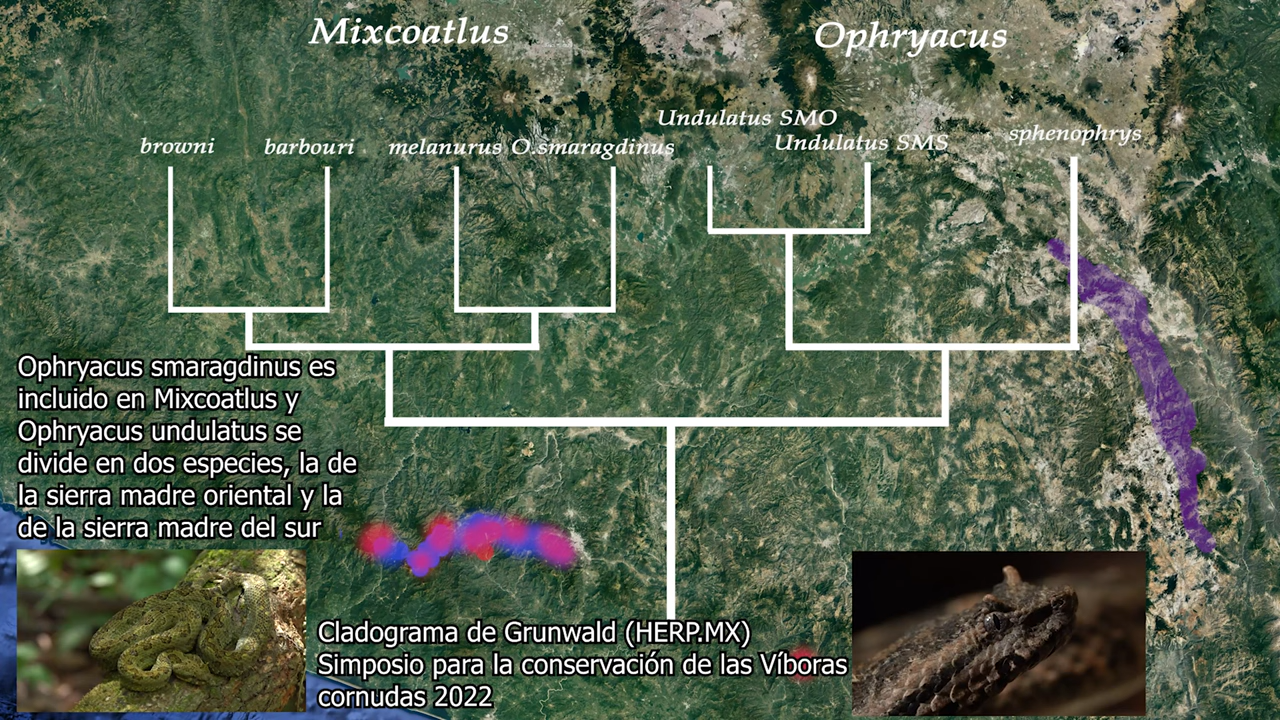 Mixcoatlus
Ophryacus
Undulatus SMO
browni barbouri melanurus O.smaragdinus Undulatus SMS sphenophrys
Ophryacus smaragdinus es
incluido en Mixcoatlus y
Ophryacus undulatus se
divide en dos especies, la de
la sierra madre oriental y la
de la sierra madre del sur
Cladograma de Grunwald (HERP.MX)
Simposio para la conservación de las Víboras
cornudas 2022